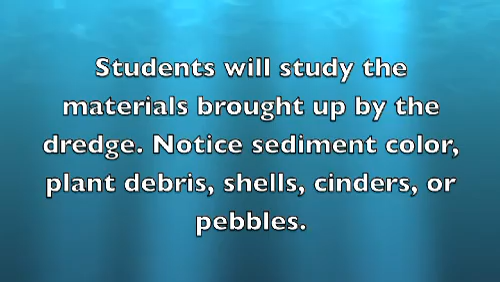 Students will study the
materials brought up by the
dredge. Notice sediment color,
plant debris, shells, cinders, or
pebbles.